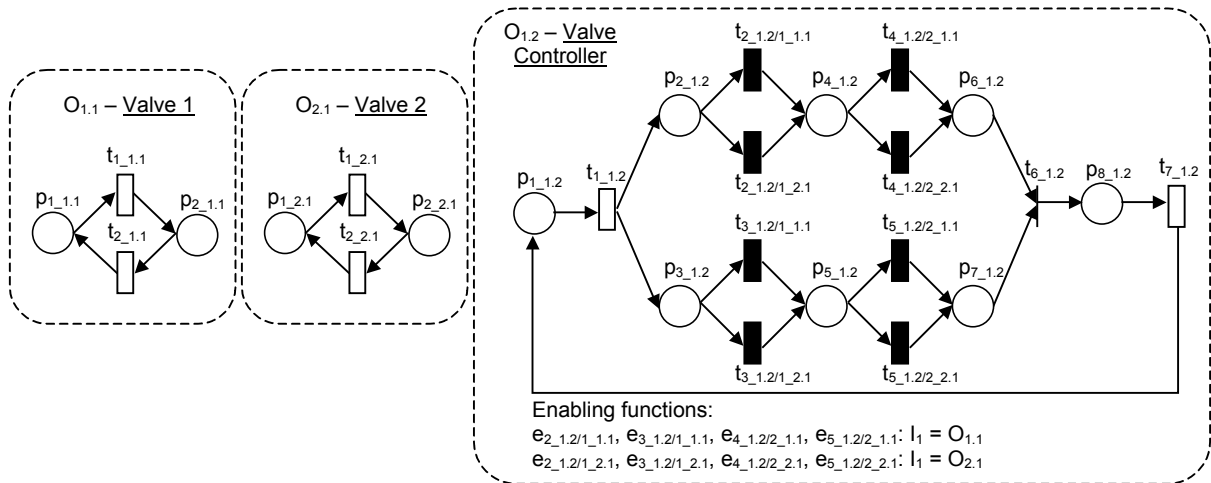 O1.1 – Valve 1
t1_1.1
p1_1.1
p2_1.1
t2_1.1
O2.1 – Valve 2
t1_2.1
p1_2.1
p2_2.1
t2_2.1
O1.2 – Valve
Controller
t2_1.2/1_1.1
t4_1.2/2_1.1
p2_1.2
p4_1.2
p6_1.2
t2_1.2/1_2.1
t4_1.2/2_2.1
p1_1.2
t1_1.2
t6_1.2
p8_1.2
t7_1.2
t3_1.2/1_1.1
t5_1.2/2_1.1
p3_1.2
p5_1.2
p7_1.2
t3_1.2/1_2.1
t5_1.2/2_2.1
Enabling functions:
e2_1.2/1_1.1, e3_1.2/1_1.1, e4_1.2/2_1.1, e5_1.2/2_1.1: I1 = O1.1
e2_1.2/1_2.1, e3_1.2/1_2.1, e4_1.2/2_2.1, e5_1.2/2_2.1: I1 = O2.1